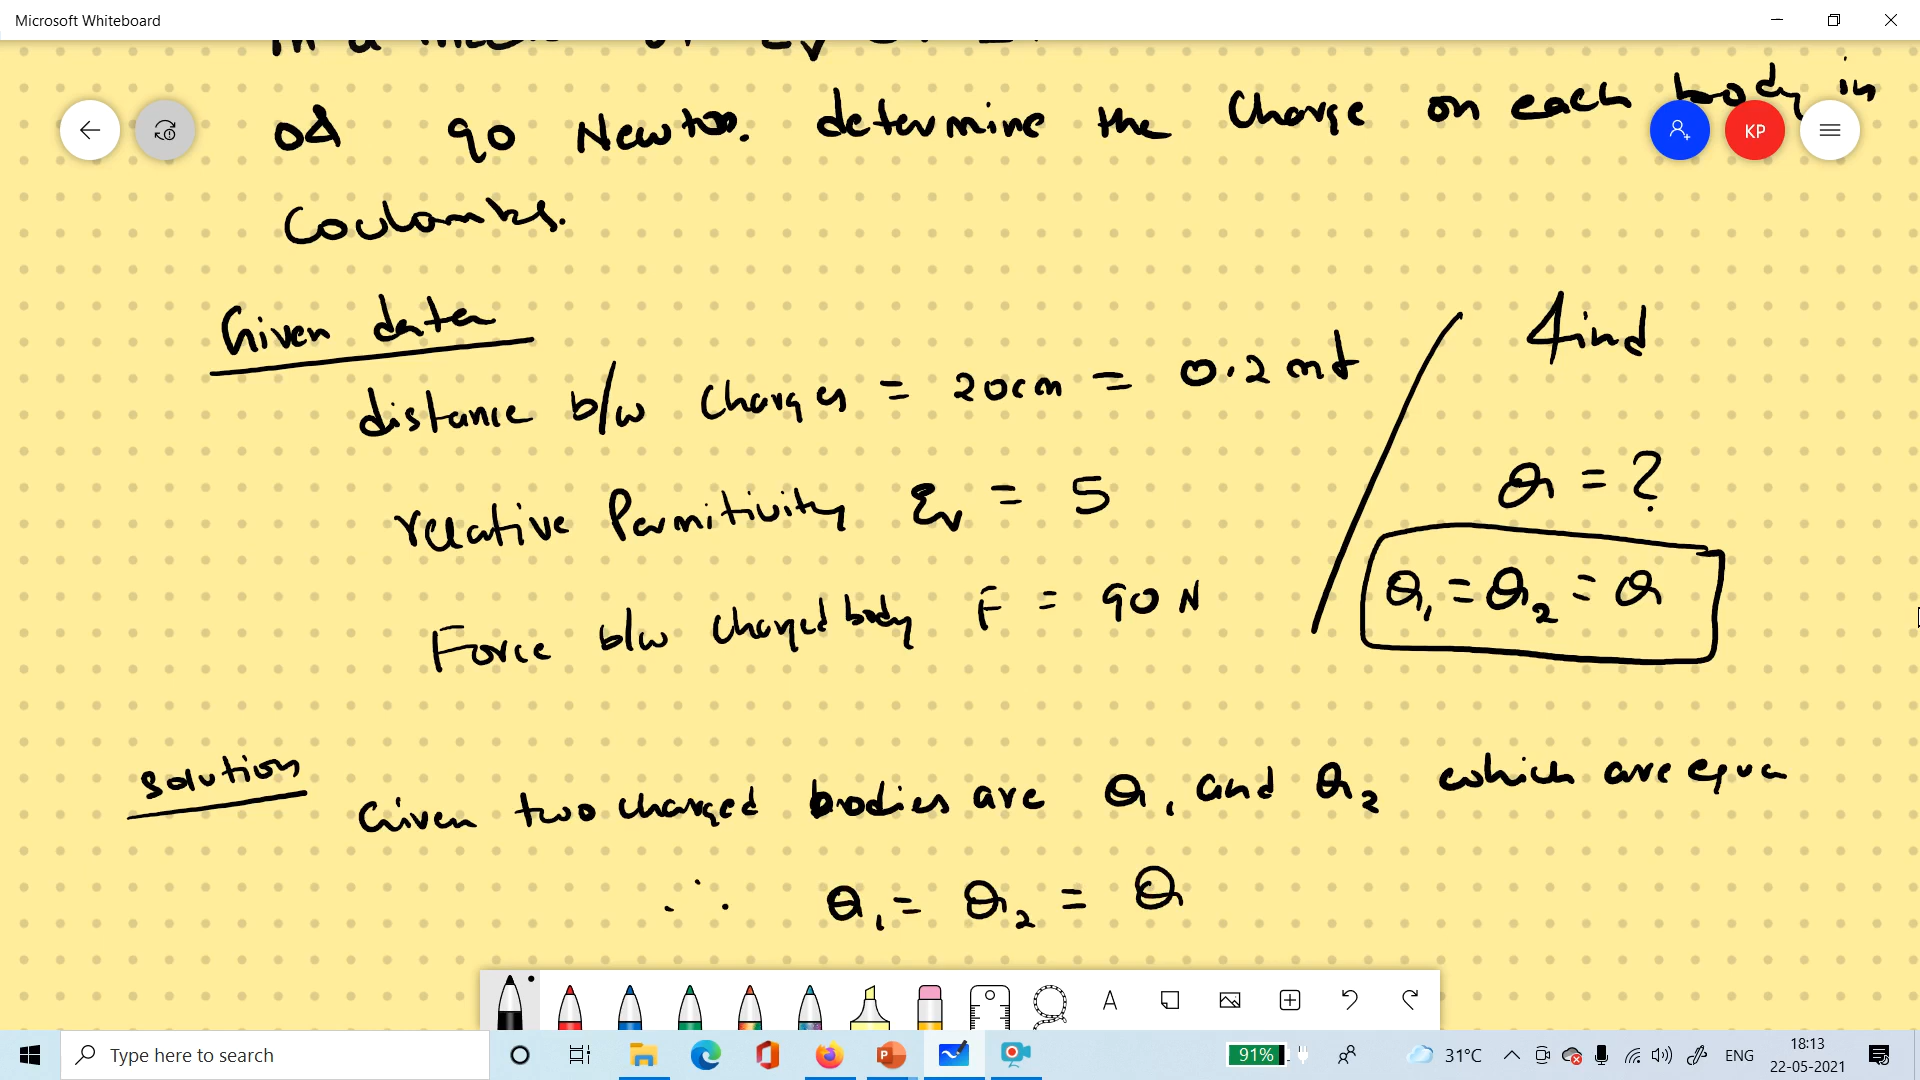 Microsoft Whiteboard
in a
of 90 Newton. determine the Charge on each body in
KP
Coulombs.
Given data
find
distance b/w charges = 20cm = 0.2 mt
Q = ?
relative Permitivity εr = 5
Q1 = Q2 = Q
Force b/w charged body F = 90 N
Solution
Given two charged bodies are Q1 and Q2 which are equa
∴ Q1 = Q2 = Q
Type here to search
91%
31°C
ENG
18:13
22-05-2021